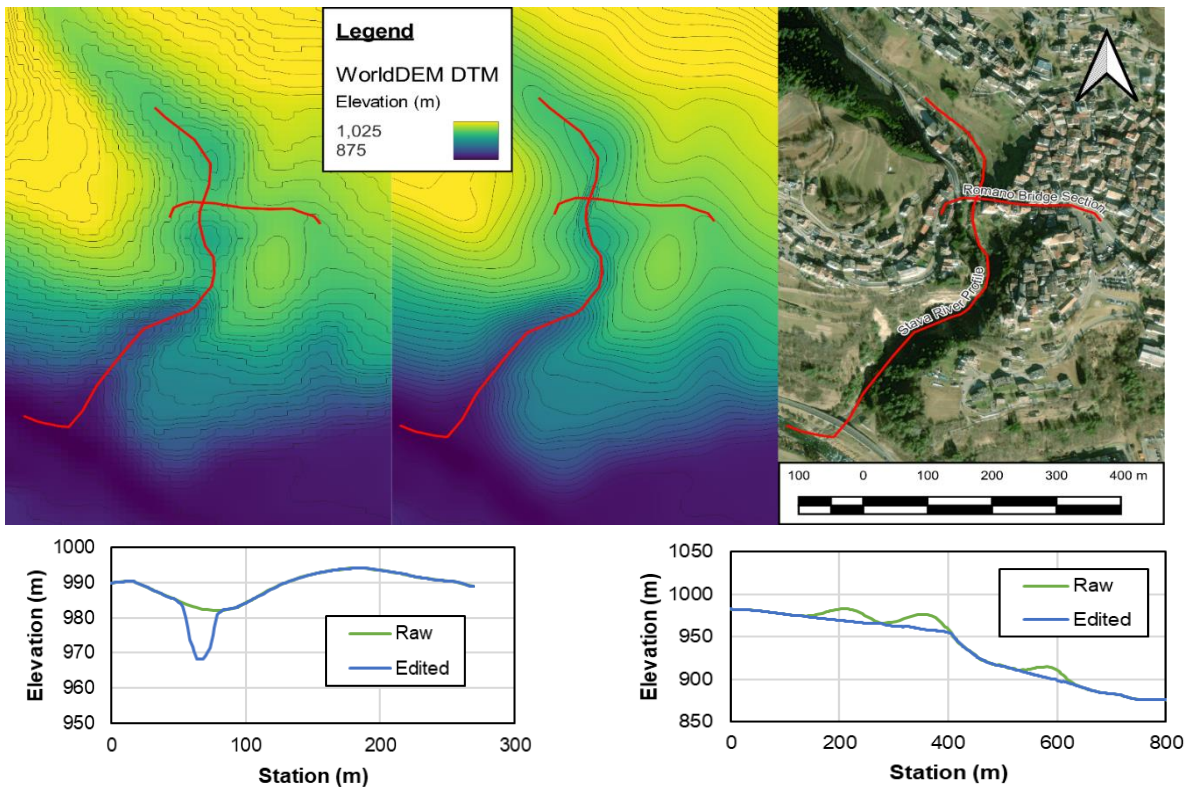 Legend
WorldDEM DTM
Elevation (m)
1,025
875
Romano Bridge Section
Stava River Profile
100 0 100 200 300 400 m
1000
990
980
970
960
950
0 100 200 300
Elevation (m)
Station (m)
Raw
Edited
1050
1000
950
900
850
0 200 400 600 800
Elevation (m)
Station (m)
Raw
Edited